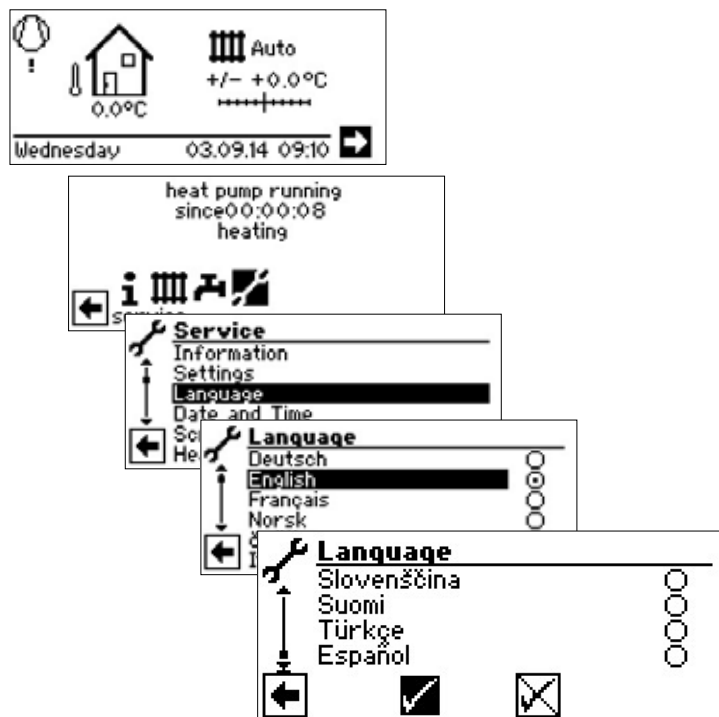 Auto
+/- +0.0°C
0.0°C
Wednesday 03.09.14 09:10
heat pump running
since00:00:08
heating
Service
Information
Settings
Language
Date and Time
Language
Deutsch
English
Français
Norsk
Language
Slovenščina
Suomi
Türkçe
Español